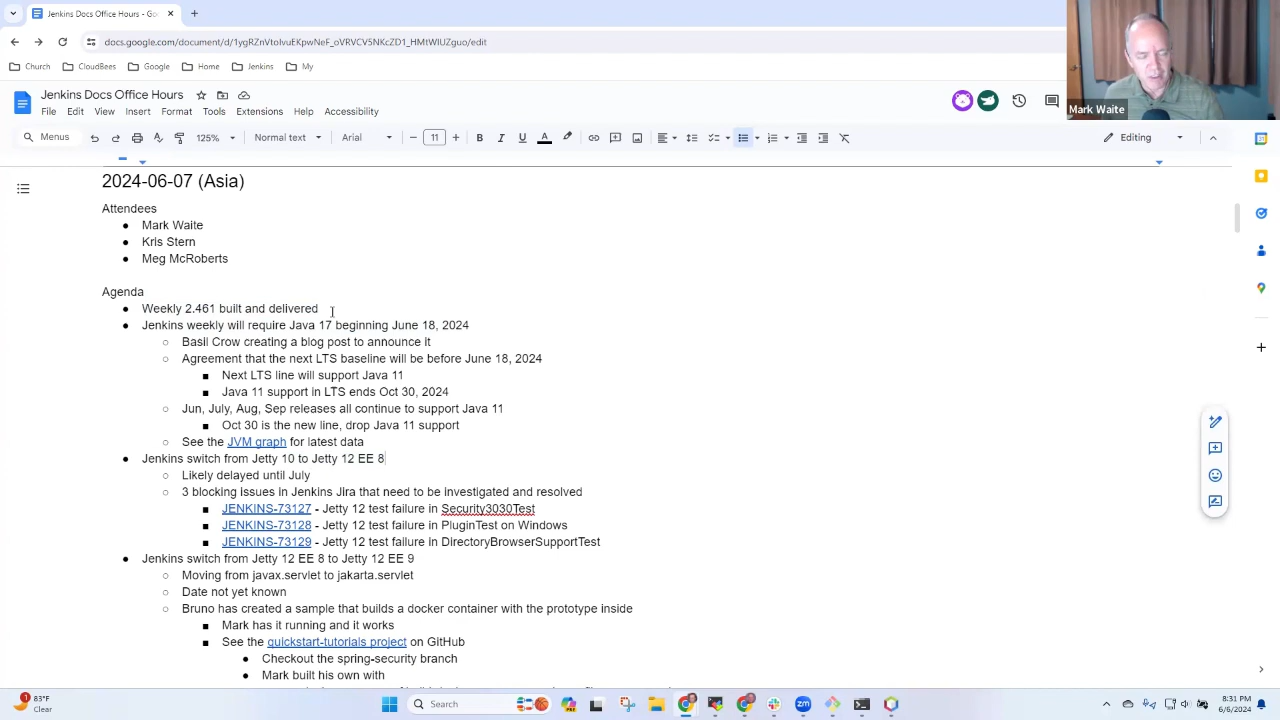 Jenkins Docs Office Hours - Go
docs.google.com/document/d/1ygRZnVtolvuEKpwNeF_oVRVCV5NKcZD1_HMtWIUZguo/edit
Church CloudBees Google Home Jenkins My
Mark Waite
Jenkins Docs Office Hours
File Edit View Insert Format Tools Extensions Help Accessibility
Menus 125% Normal text Arial 11 Editing
2024-06-07 (Asia)
Attendees
● Mark Waite
● Kris Stern
● Meg McRoberts
Agenda
● Weekly 2.461 built and delivered
● Jenkins weekly will require Java 17 beginning June 18, 2024
○ Basil Crow creating a blog post to announce it
○ Agreement that the next LTS baseline will be before June 18, 2024
■ Next LTS line will support Java 11
■ Java 11 support in LTS ends Oct 30, 2024
○ Jun, July, Aug, Sep releases all continue to support Java 11
■ Oct 30 is the new line, drop Java 11 support
○ See the JVM graph for latest data
● Jenkins switch from Jetty 10 to Jetty 12 EE 8
○ Likely delayed until July
○ 3 blocking issues in Jenkins Jira that need to be investigated and resolved
■ JENKINS-73127 - Jetty 12 test failure in Security3030Test
■ JENKINS-73128 - Jetty 12 test failure in PluginTest on Windows
■ JENKINS-73129 - Jetty 12 test failure in DirectoryBrowserSupportTest
● Jenkins switch from Jetty 12 EE 8 to Jetty 12 EE 9
○ Moving from javax.servlet to jakarta.servlet
○ Date not yet known
○ Bruno has created a sample that builds a docker container with the prototype inside
■ Mark has it running and it works
■ See the quickstart-tutorials project on GitHub
● Checkout the spring-security branch
● Mark built his own with
83°F
Clear
Search
8:31 PM
6/6/2024